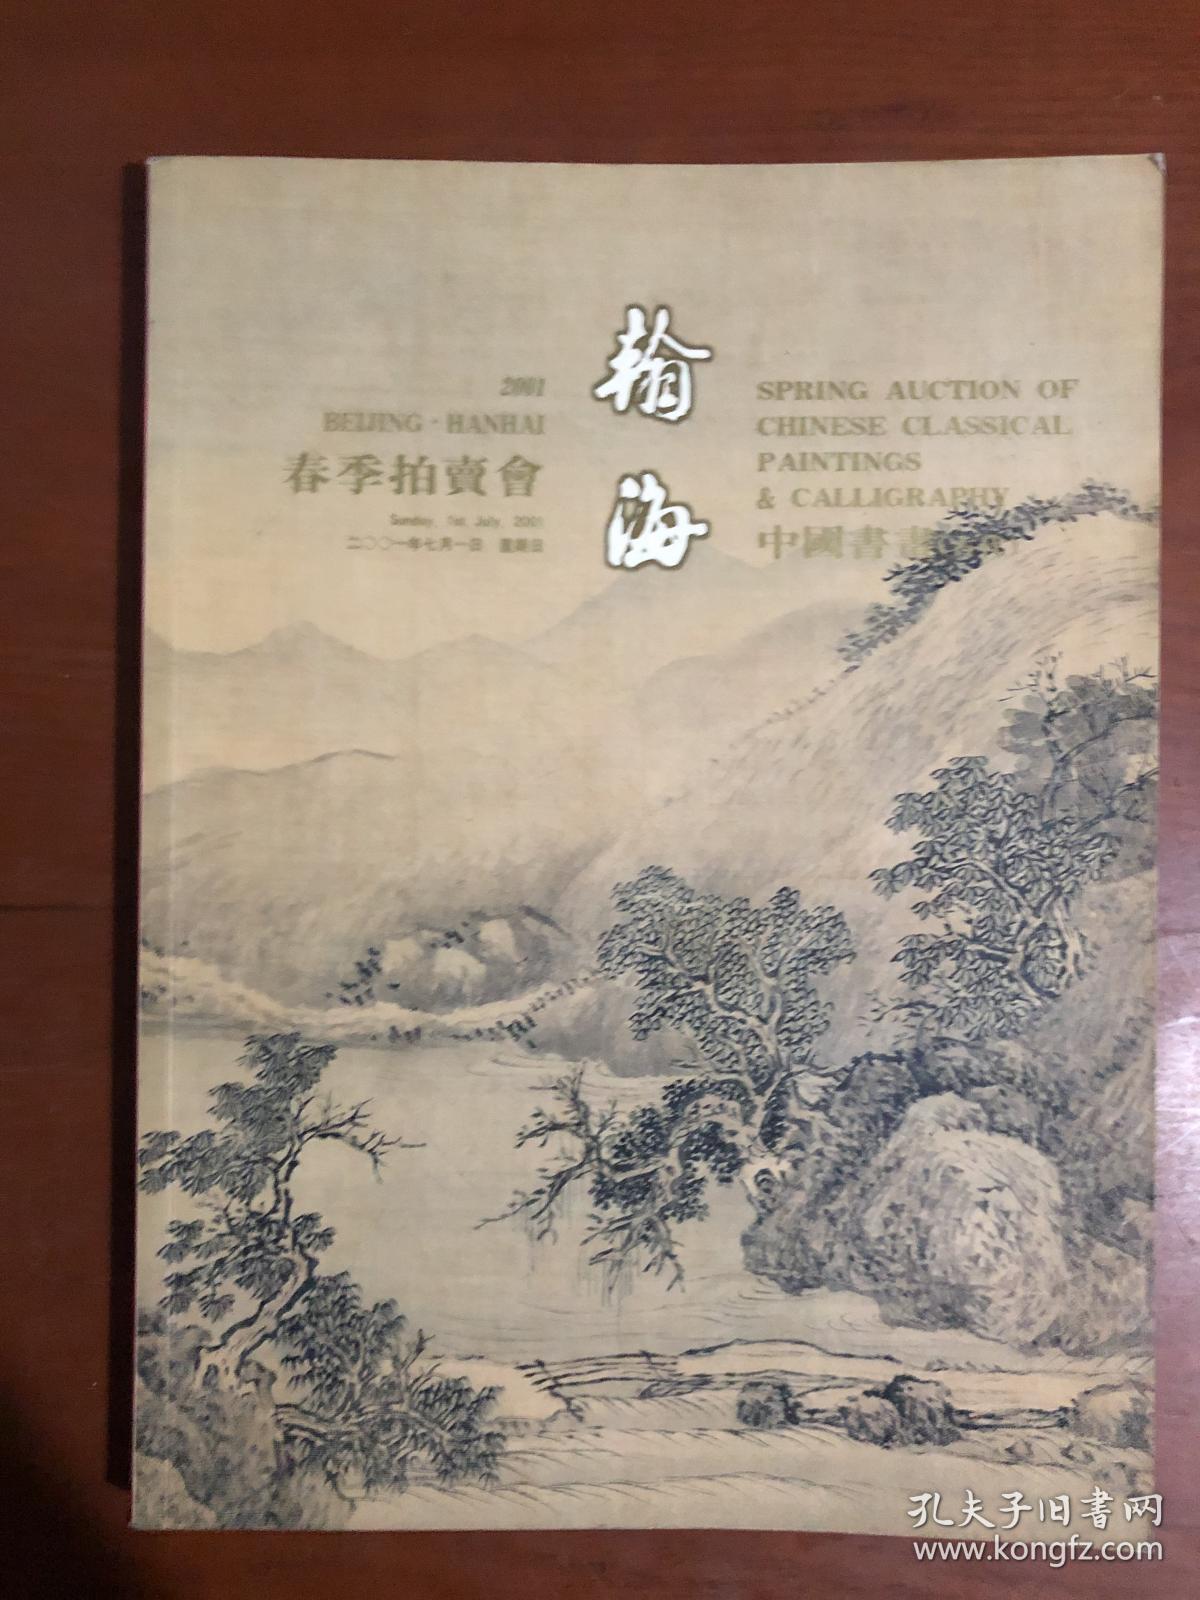 2001
BEIJING · HANHAI
春季拍賣會
Sunday, 1st, July, 2001
二〇〇一年七月一日 星期日
翰
海
SPRING AUCTION OF
CHINESE CLASSICAL
PAINTINGS
& CALLIGRAPHY
中國書畫
孔夫子旧书网
www.kongfz.com